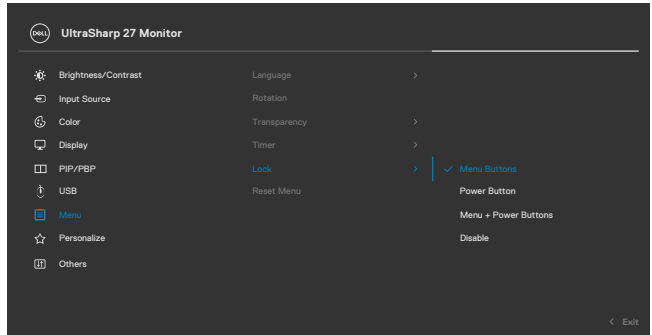 DELL UltraSharp 27 Monitor
Brightness/Contrast Language
Input Source Rotation
Color Transparency
Display Timer
PIP/PBP Lock Menu Buttons
USB Reset Menu Power Button
Menu Menu + Power Buttons
Personalize Disable
Others
Exit